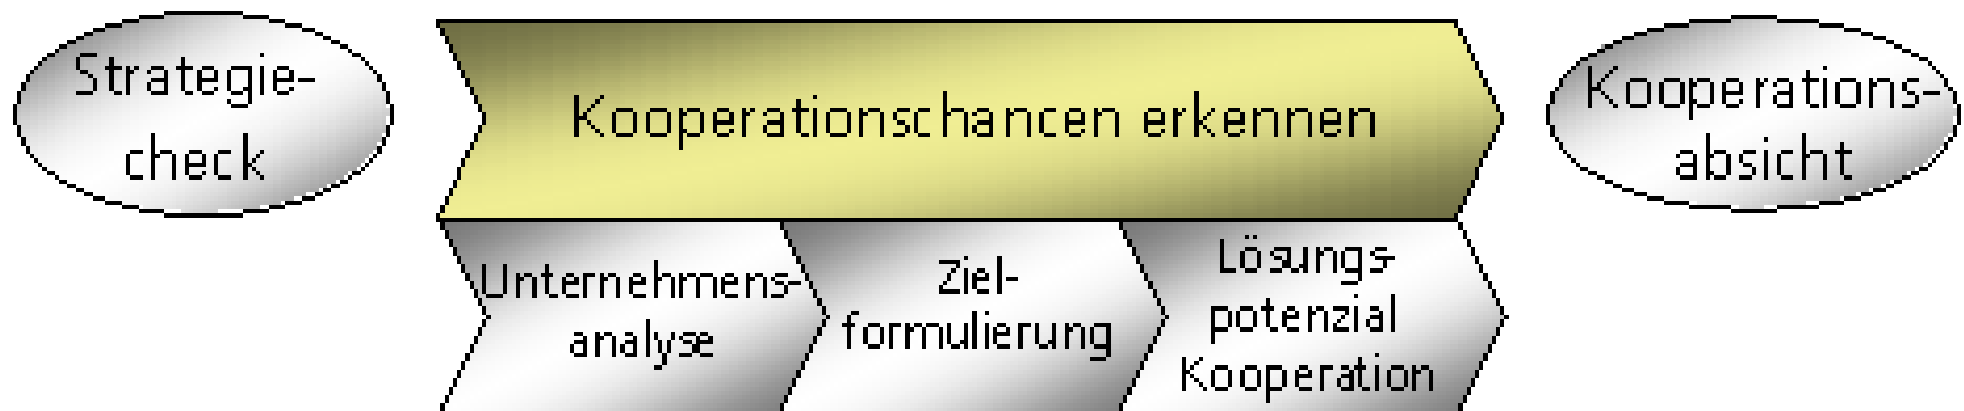 Strategie-
check
Kooperationschancen erkennen
Kooperations-
absicht
Unternehmens-
analyse
Ziel-
formulierung
Lösungs-
potenzial
Kooperation